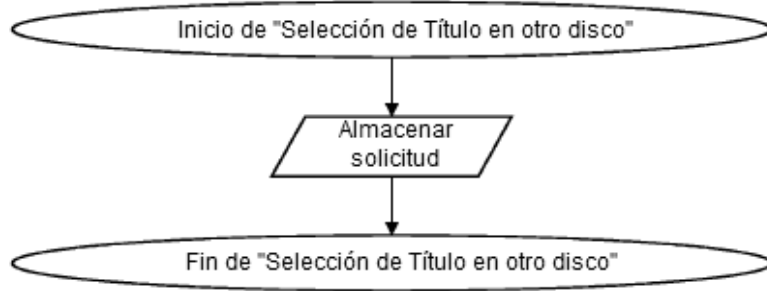 Inicio de "Selección de Título en otro disco"
Almacenar
solicitud
Fin de "Selección de Título en otro disco"